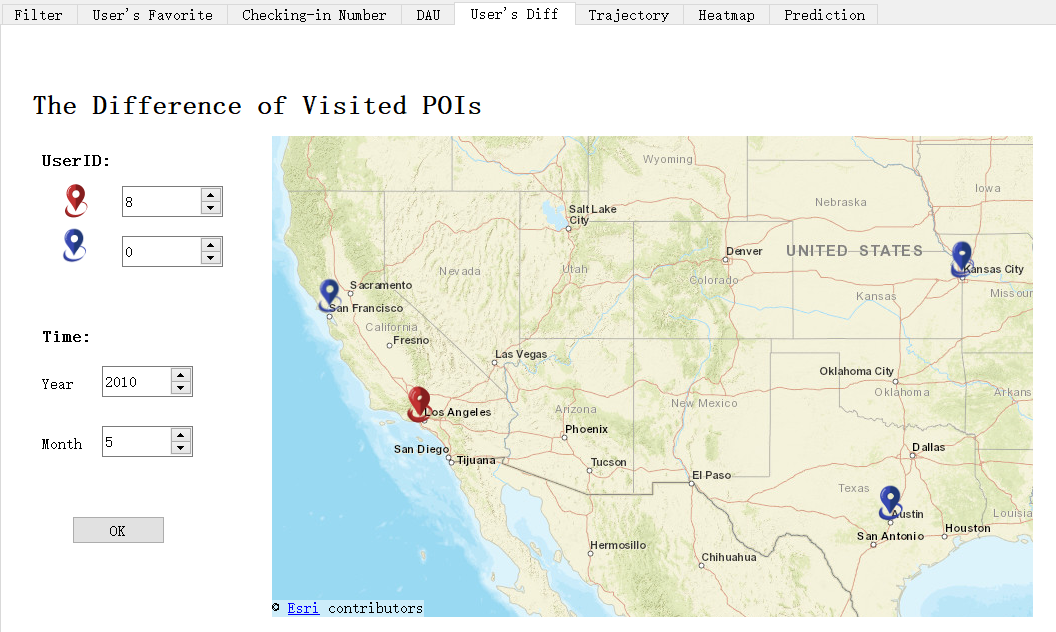 Filter
User's Favorite
Checking-in Number
DAU
User's Diff
Trajectory
Heatmap
Prediction
The Difference of Visited POIs
UserID:
8
0
Time:
Year
2010
Month
5
OK
Wyoming
Iowa
Nebraska
Salt Lake
City
Denver
UNITED STATES
Nevada
Utah
Colorado
Kansas City
Sacramento
Kansas
Missour
San Francisco
California
Fresno
Las Vegas
Oklahoma City
Oklahoma
Arkans
Los Angeles
Arizona
New Mexico
Phoenix
San Diego
Tijuana
Tucson
Dallas
El Paso
Texas
Austin
Louisia
Houston
San Antonio
Hermosillo
Chihuahua
© Esri contributors